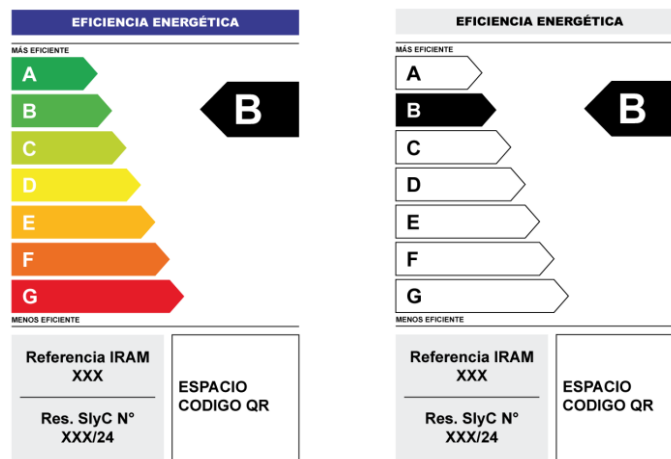 EFICIENCIA ENERGÉTICA
MÁS EFICIENTE
A
B
B
C
D
E
F
G
MENOS EFICIENTE
Referencia IRAM
XXX
Res. SIyC N°
XXX/24
ESPACIO
CODIGO QR
EFICIENCIA ENERGÉTICA
MÁS EFICIENTE
A
B
B
C
D
E
F
G
MENOS EFICIENTE
Referencia IRAM
XXX
Res. SIyC N°
XXX/24
ESPACIO
CODIGO QR